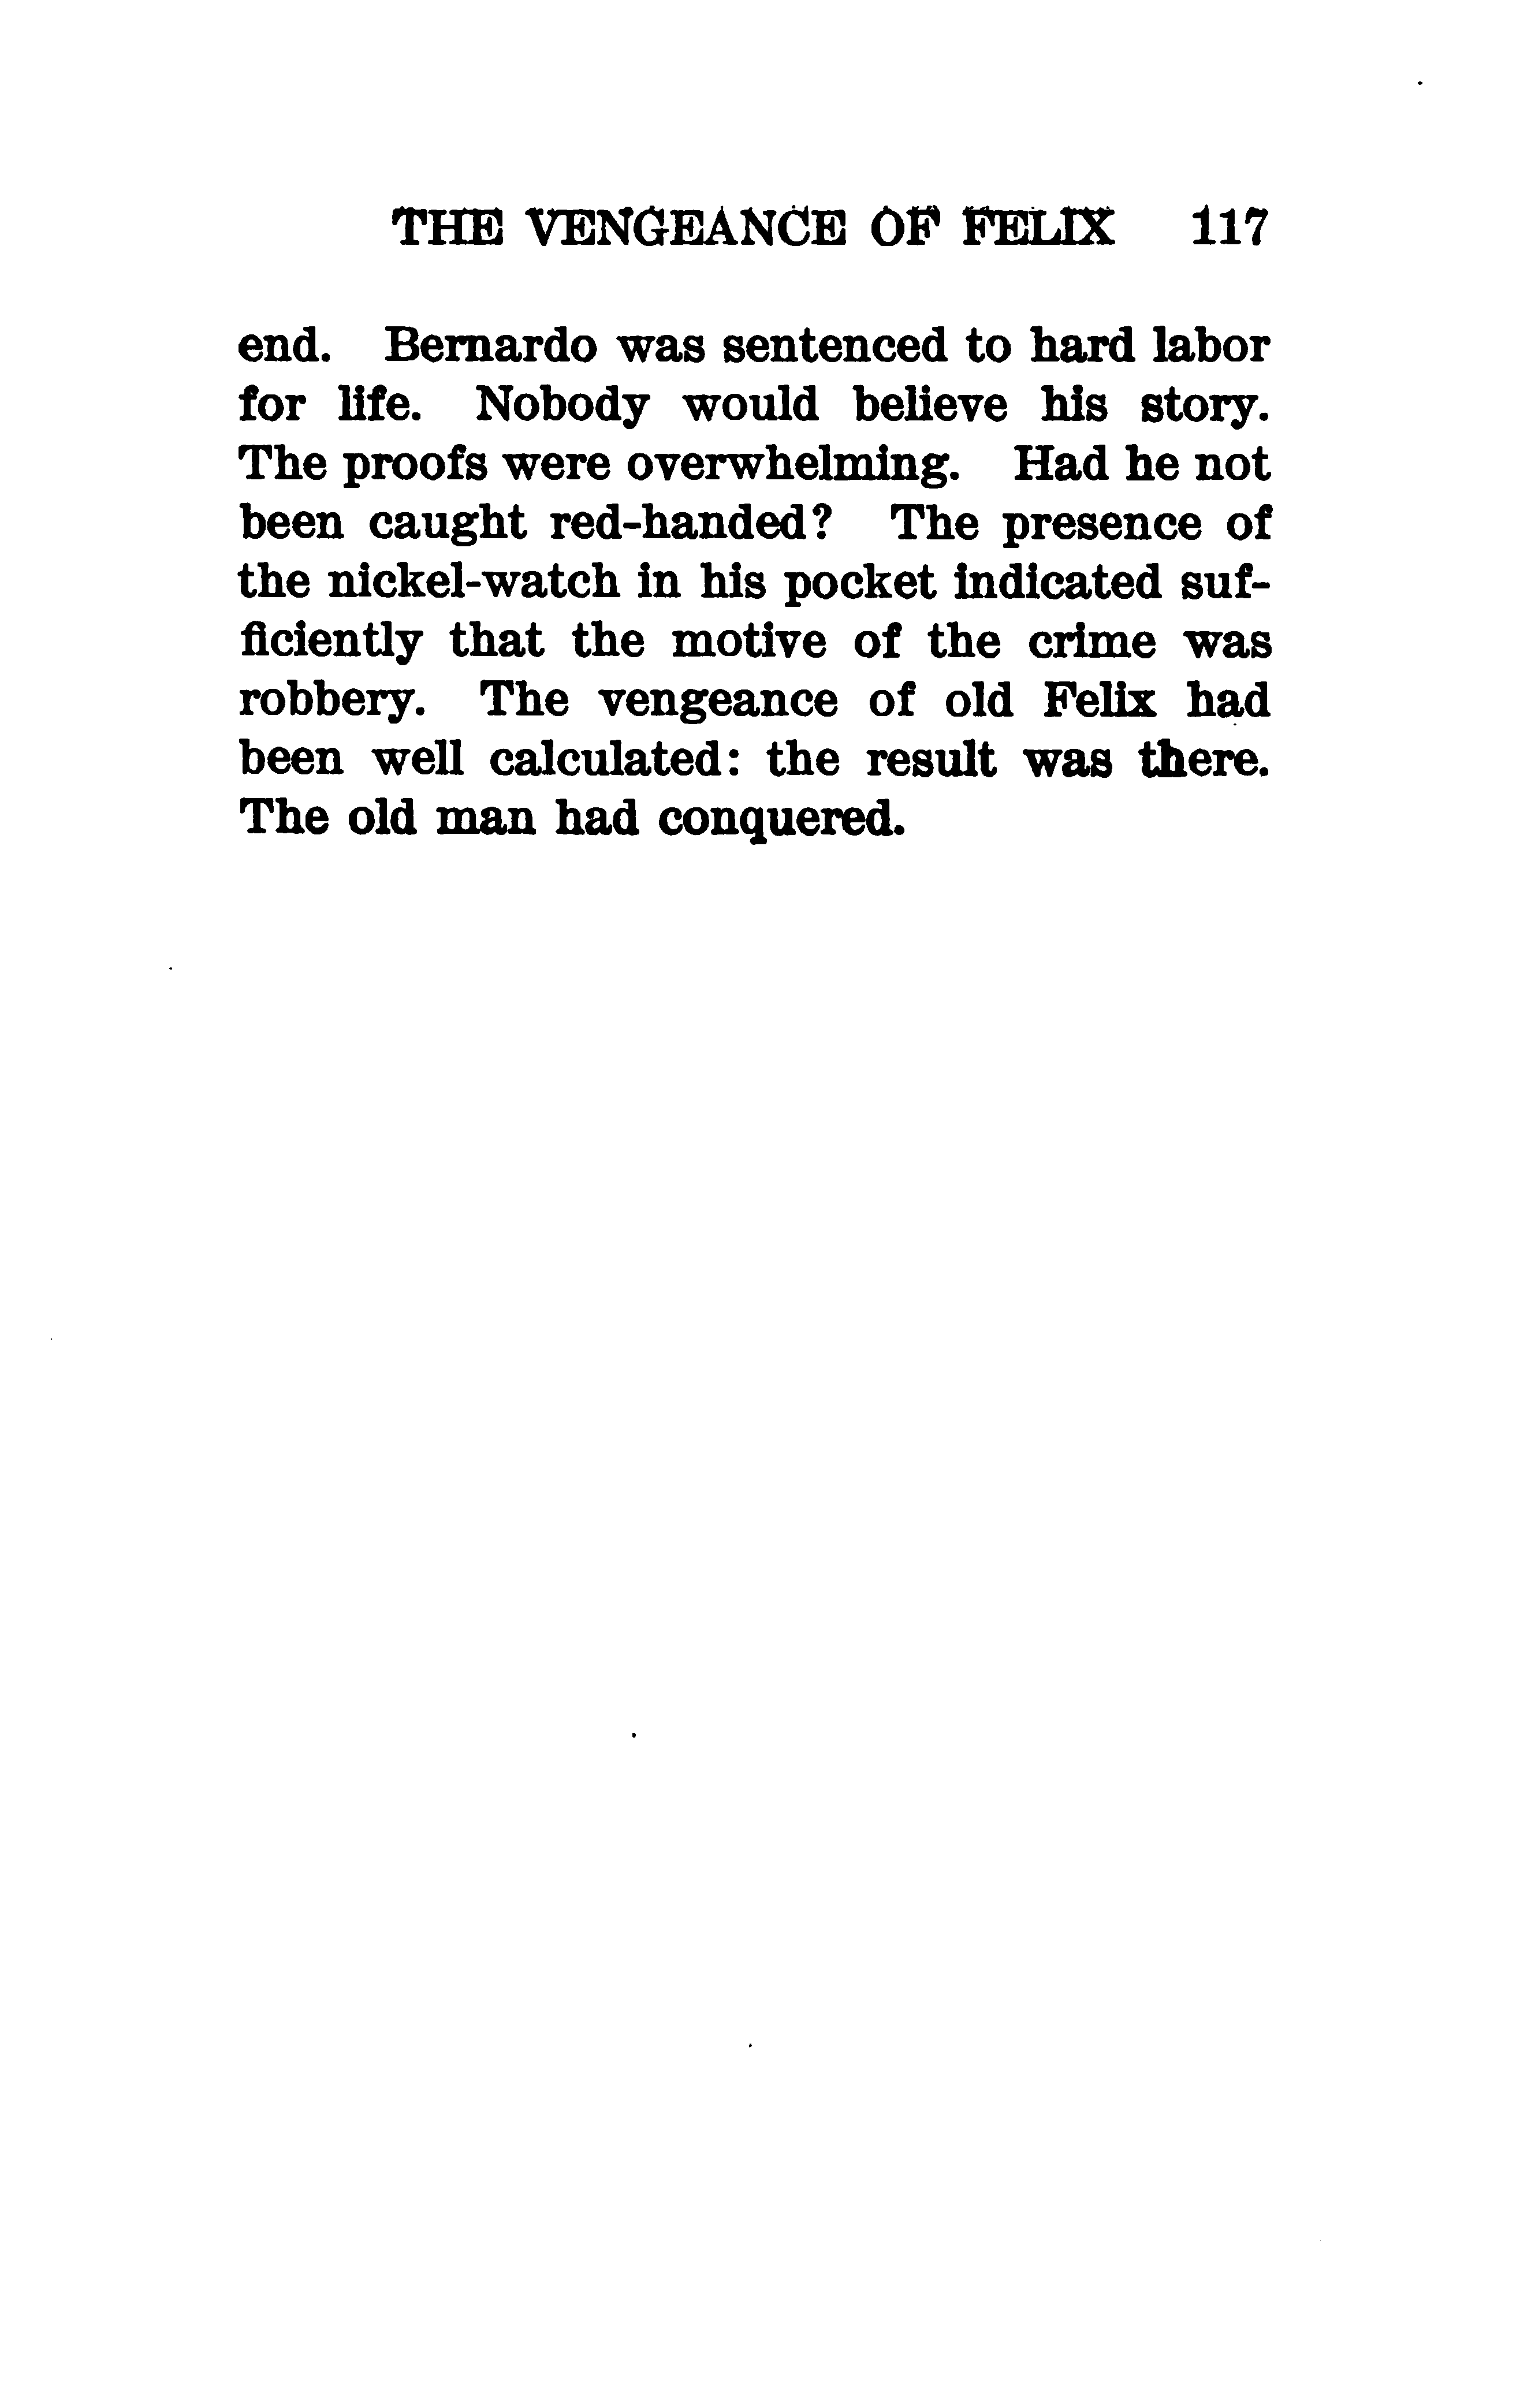 THE VENGEANCE OF FELIX 117
end. Bernardo was sentenced to hard labor
for life. Nobody would believe his story.
The proofs were overwhelming. Had he not
been caught red-handed? The presence of
the nickel-watch in his pocket indicated suf-
ficiently that the motive of the crime was
robbery. The vengeance of old Felix had
been well calculated: the result was there.
The old man had conquered.